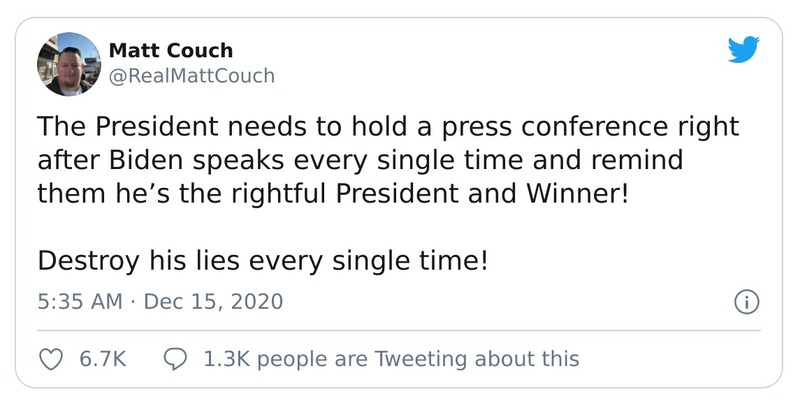 Matt Couch
@RealMattCouch
The President needs to hold a press conference right
after Biden speaks every single time and remind
them he’s the rightful President and Winner!
Destroy his lies every single time!
5:35 AM · Dec 15, 2020
6.7K 1.3K people are Tweeting about this